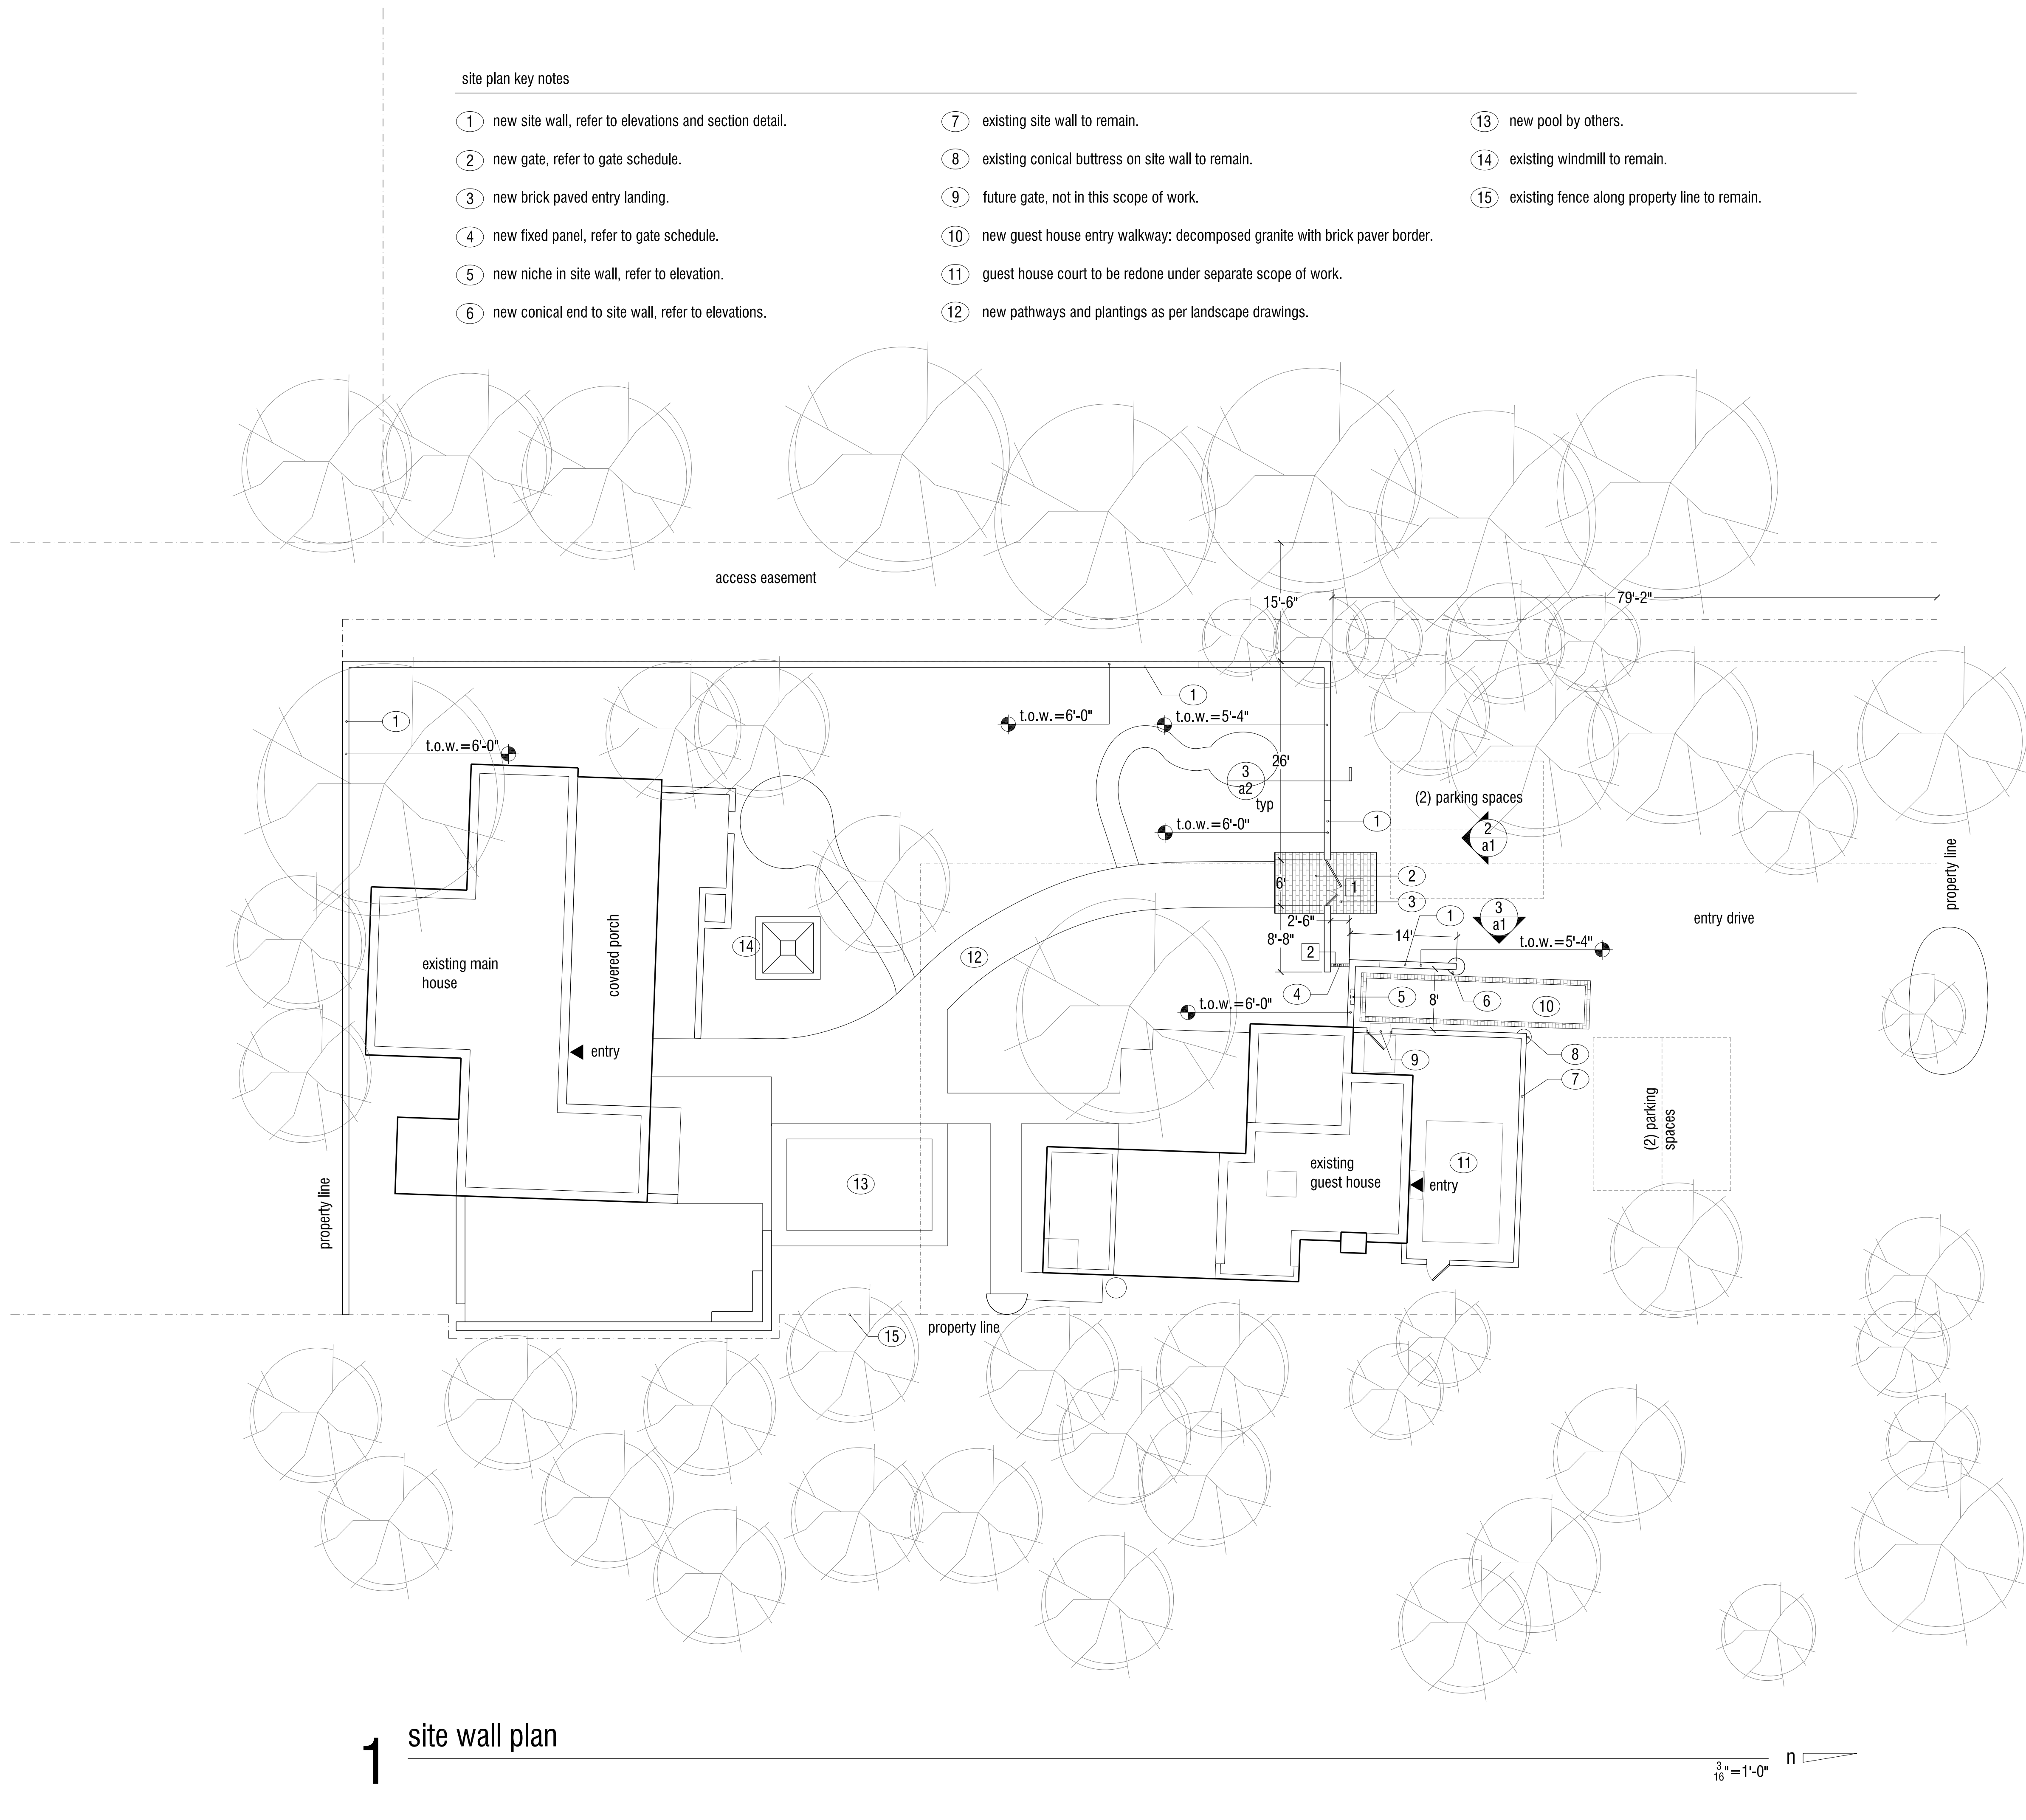 site plan key notes
1 new site wall, refer to elevations and section detail.
2 new gate, refer to gate schedule.
3 new brick paved entry landing.
4 new fixed panel, refer to gate schedule.
5 new niche in site wall, refer to elevation.
6 new conical end to site wall, refer to elevations.
7 existing site wall to remain.
8 existing conical buttress on site wall to remain.
9 future gate, not in this scope of work.
10 new guest house entry walkway: decomposed granite with brick paver border.
11 guest house court to be redone under separate scope of work.
12 new pathways and plantings as per landscape drawings.
13 new pool by others.
14 existing windmill to remain.
15 existing fence along property line to remain.
access easement
15'-6"
79'-2"
1
1
t.o.w.=6'-0"
t.o.w.=5'-4"
t.o.w.=6'-0"
26'
3
a2
typ
(2) parking spaces
1
2
a1
t.o.w.=6'-0"
property line
2
6'
1
3
2'-6"
1
3
a1
entry drive
8'-8"
14'
t.o.w.=5'-4"
14
12
2
existing main
house
covered porch
4
5
8'
6
10
t.o.w.=6'-0"
entry
9
8
7
(2) parking
spaces
13
existing
guest house
11
entry
property line
15
property line
1
site wall plan
n
3/16"=1'-0"